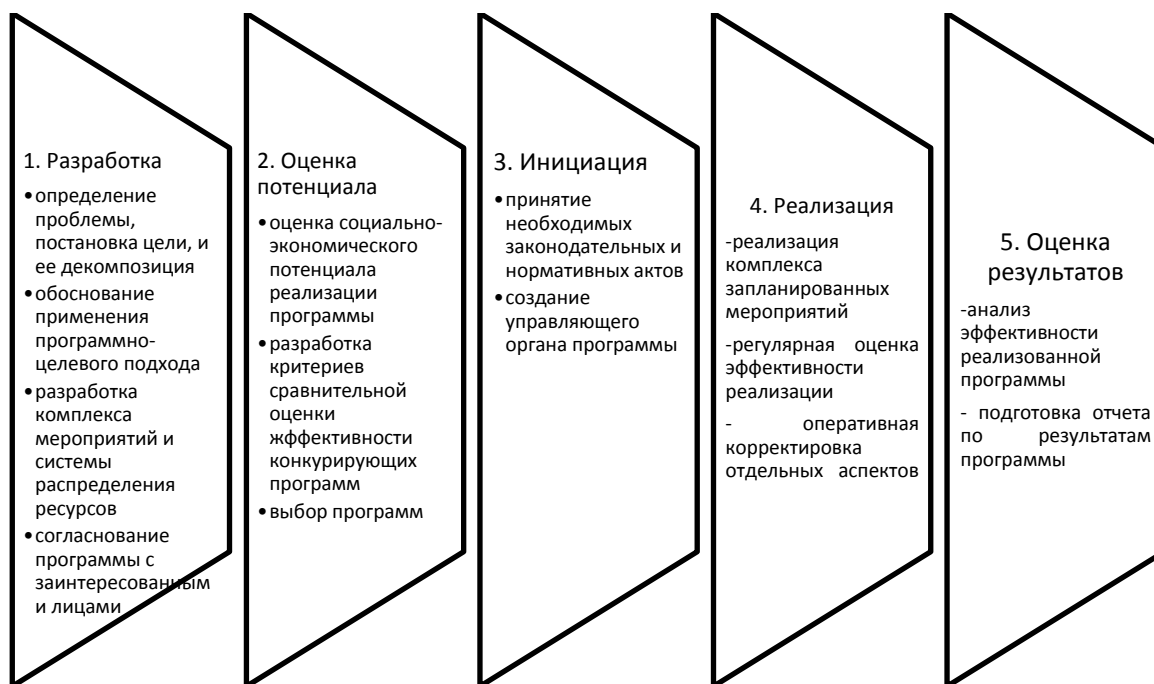 1. Разработка
•определение
проблемы,
постановка цели, и
ее декомпозиция
•обоснование
применения
программно-
целевого подхода
•разработка
комплекса
мероприятий и
системы
распределения
ресурсов
•согласнование
программы с
заинтересованным
и лицами
2. Оценка
потенциала
•оценка социально-
экономического
потенциала
реализации
программы
•разработка
критериев
сравнительной
оценки
жффективности
конкурирующих
программ
•выбор программ
3. Инициация
•принятие
необходимых
законодательных и
нормативных актов
•создание
управляющего
органа программы
4. Реализация
-реализация
комплекса
запланированных
мероприятий
-регулярная оценка
эффективности
реализации
- оперативная
корректировка
отдельных аспектов
5. Оценка
результатов
-анализ
эффективности
реализованной
программы
- подготовка отчета
по результатам
программы